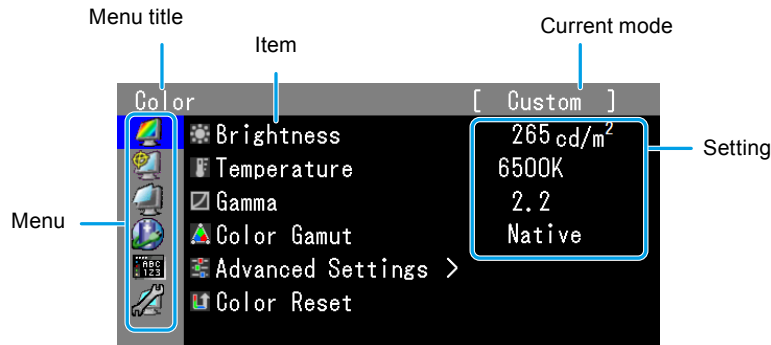 Menu title
Item
Current mode
Color [ Custom ]
Brightness 265 cd/m²
Temperature 6500K
Setting
Gamma 2.2
Menu
Color Gamut Native
ABC
123
Advanced Settings >
Color Reset